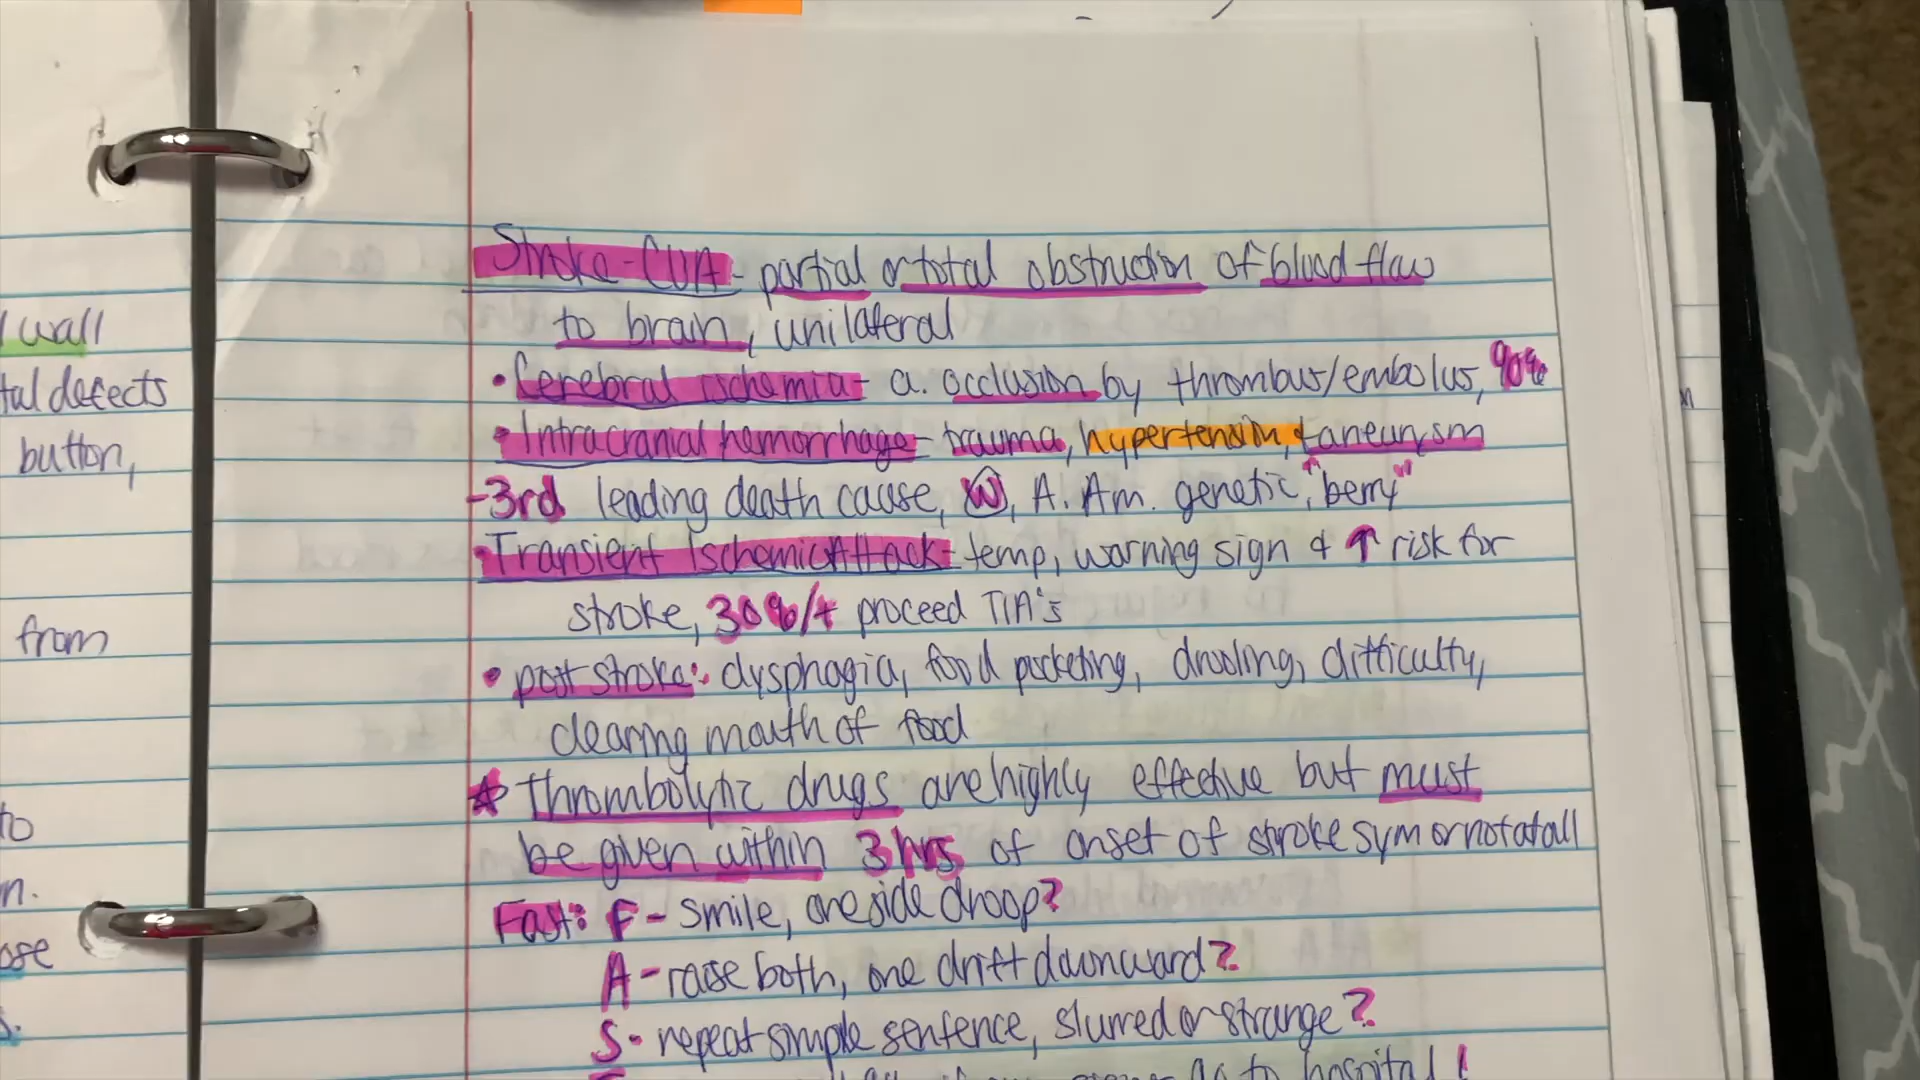 l wall
tal defects
button,
from
to
n.
ose
s.
Stroke-CVA- partial or total obstruction of blood flow
to brain, unilateral
• Cerebral ischemia- a. occlusion by thrombus/embolus, 90%
• Intracranial hemorrhage- trauma, hypertension, + aneurysm
-3rd leading death cause, W, A. Am. genetic, ↑ "berry"
• Transient Ischemic Attack- temp, warning sign & ↑ risk for
stroke, 30%/+ proceed TIA's
• post stroke: dysphagia, food pocketing, drooling, difficulty,
clearing mouth of food
* Thrombolytic drugs are highly effective but must
be given within 3 hrs of onset of stroke sym or not at all
Fast: F- smile, one side droop?
A- raise both, one drift downward?
S- repeat simple sentence, slurred or strange?
go to hospital!